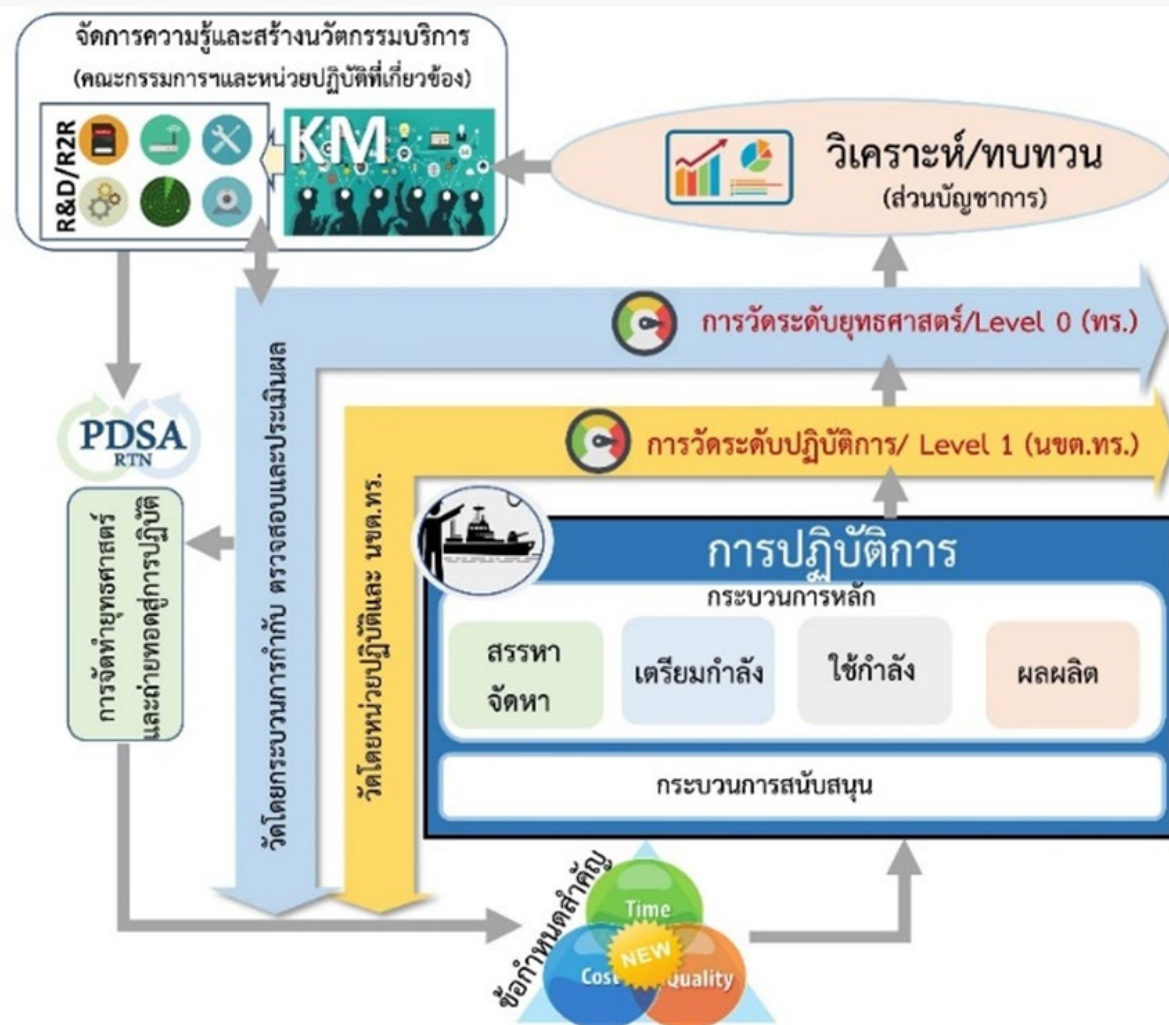 จัดการความรู้และสร้างนวัตกรรมบริการ
(คณะกรรมการฯและหน่วยปฏิบัติที่เกี่ยวข้อง)
R&D/R2R
KM
วิเคราะห์/ทบทวน
(ส่วนบัญชาการ)
การวัดระดับยุทธศาสตร์/Level 0 (ทร.)
วัดโดยกระบวนการกำกับ ตรวจสอบและประเมินผล
การวัดระดับปฏิบัติการ/ Level 1 (นขต.ทร.)
วัดโดยหน่วยปฏิบัติและ นขต.ทร.
PDSA
RTN
การจัดทำยุทธศาสตร์
และถ่ายทอดสู่การปฏิบัติ
การปฏิบัติการ
กระบวนการหลัก
สรรหา
จัดหา
เตรียมกำลัง
ใช้กำลัง
ผลผลิต
กระบวนการสนับสนุน
ข้อกำหนดสำคัญ
Time
NEW
Cost
Quality